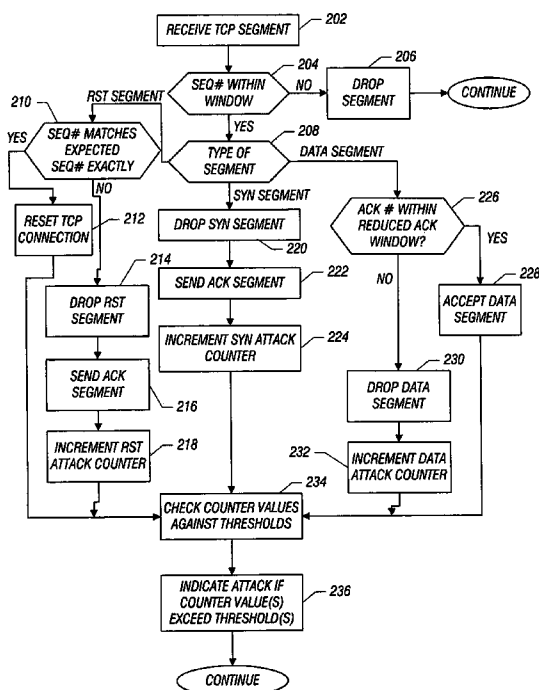 RECEIVE TCP SEGMENT
202
204
SEQ# WITHIN
WINDOW
NO
206
DROP
SEGMENT
CONTINUE
YES
RST SEGMENT
208
TYPE OF
SEGMENT
DATA SEGMENT
SYN SEGMENT
210
SEQ# MATCHES
EXPECTED
SEQ# EXACTLY
YES
NO
RESET TCP
CONNECTION
212
214
DROP RST
SEGMENT
SEND ACK
SEGMENT
216
INCREMENT RST
ATTACK COUNTER
218
DROP SYN SEGMENT
220
SEND ACK SEGMENT
222
INCREMENT SYN ATTACK
COUNTER
224
226
ACK # WITHIN
REDUCED ACK
WINDOW?
YES
NO
228
ACCEPT DATA
SEGMENT
230
DROP DATA
SEGMENT
232
INCREMENT DATA
ATTACK COUNTER
234
CHECK COUNTER VALUES
AGAINST THRESHOLDS
INDICATE ATTACK IF
COUNTER VALUE(S)
EXCEED THRESHOLD(S)
236
CONTINUE